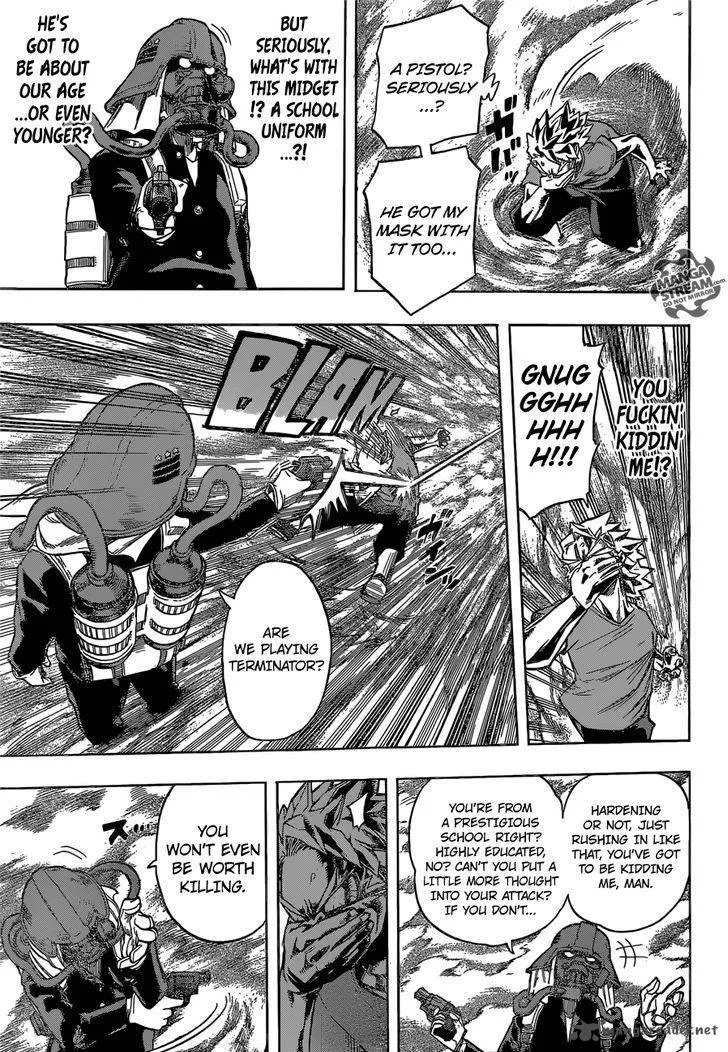 A PISTOL?
SERIOUSLY
...?
HE GOT MY
MASK WITH
IT TOO...
ガバッ
BUT
SERIOUSLY,
WHAT'S WITH
THIS MIDGET
!? A SCHOOL
UNIFORM
...?!
HE'S
GOT TO
BE ABOUT
OUR AGE
...OR EVEN
YOUNGER?
MANGA
STREAM.com
DO NOT MIRROR
YOU
FUCKIN'
KIDDIN'
ME!?
GNUG
GGHH
HHH
H!!!
BLAM
ARE
WE PLAYING
TERMINATOR?
HARDENING
OR NOT, JUST
RUSHING IN LIKE
THAT, YOU'VE GOT
TO BE KIDDING
ME, MAN.
YOU'RE FROM
A PRESTIGIOUS
SCHOOL RIGHT?
HIGHLY EDUCATED,
NO? CAN'T YOU PUT A
LITTLE MORE THOUGHT
INTO YOUR ATTACK?
IF YOU DON'T...
YOU
WON'T EVEN
BE WORTH
KILLING.